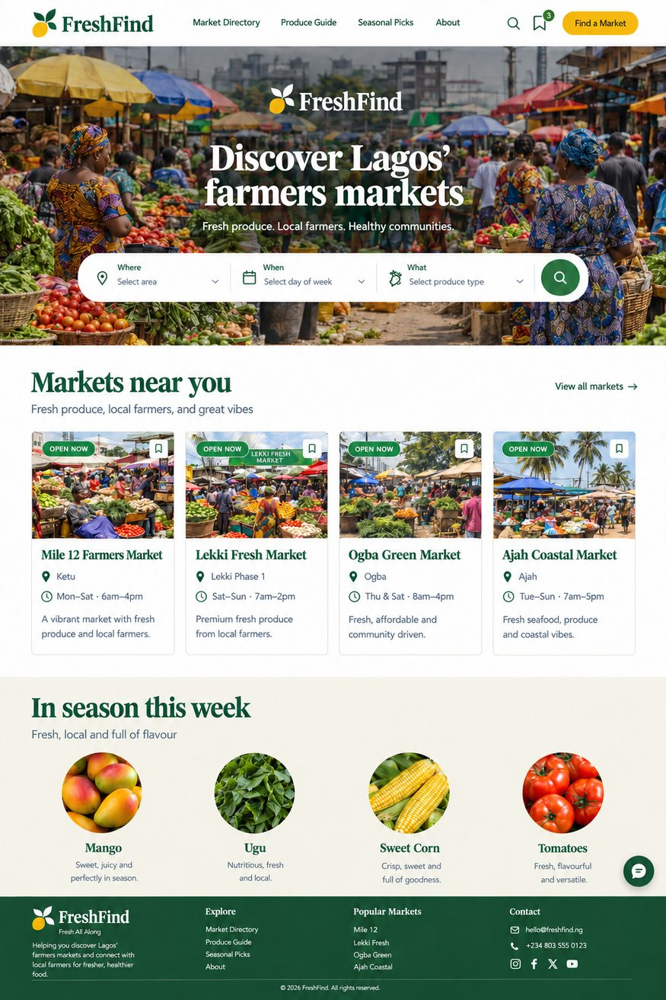 FreshFind
Market Directory
Produce Guide
Seasonal Picks
About
3
Find a Market
FreshFind
Discover Lagos’
farmers markets
Fresh produce. Local farmers. Healthy communities.
Where
Select area
When
Select day of week
What
Select produce type
Markets near you
Fresh produce, local farmers, and great vibes
View all markets →
OPEN NOW
Mile 12 Farmers Market
Ketu
Mon–Sat · 6am–4pm
A vibrant market with fresh
produce and local farmers.
OPEN NOW
LEKKI FRESH
MARKET
Lekki Fresh Market
Lekki Phase 1
Sat–Sun · 7am–2pm
Premium fresh produce
from local farmers.
OPEN NOW
Ogba Green Market
Ogba
Thu & Sat · 8am–4pm
Fresh, affordable and
community driven.
OPEN NOW
Ajah Coastal Market
Ajah
Tue–Sun · 7am–5pm
Fresh seafood, produce
and coastal vibes.
In season this week
Fresh, local and full of flavour
Mango
Sweet, juicy and
perfectly in season.
Ugu
Nutritious, fresh
and local.
Sweet Corn
Crisp, sweet and
full of goodness.
Tomatoes
Fresh, flavourful
and versatile.
FreshFind
Fresh All Along
Helping you discover Lagos’
farmers markets and connect with
local farmers for fresher, healthier
food.
Explore
Market Directory
Produce Guide
Seasonal Picks
About
Popular Markets
Mile 12
Lekki Fresh
Ogba Green
Ajah Coastal
Contact
hello@freshfind.ng
+234 803 555 0123
© 2026 FreshFind. All rights reserved.